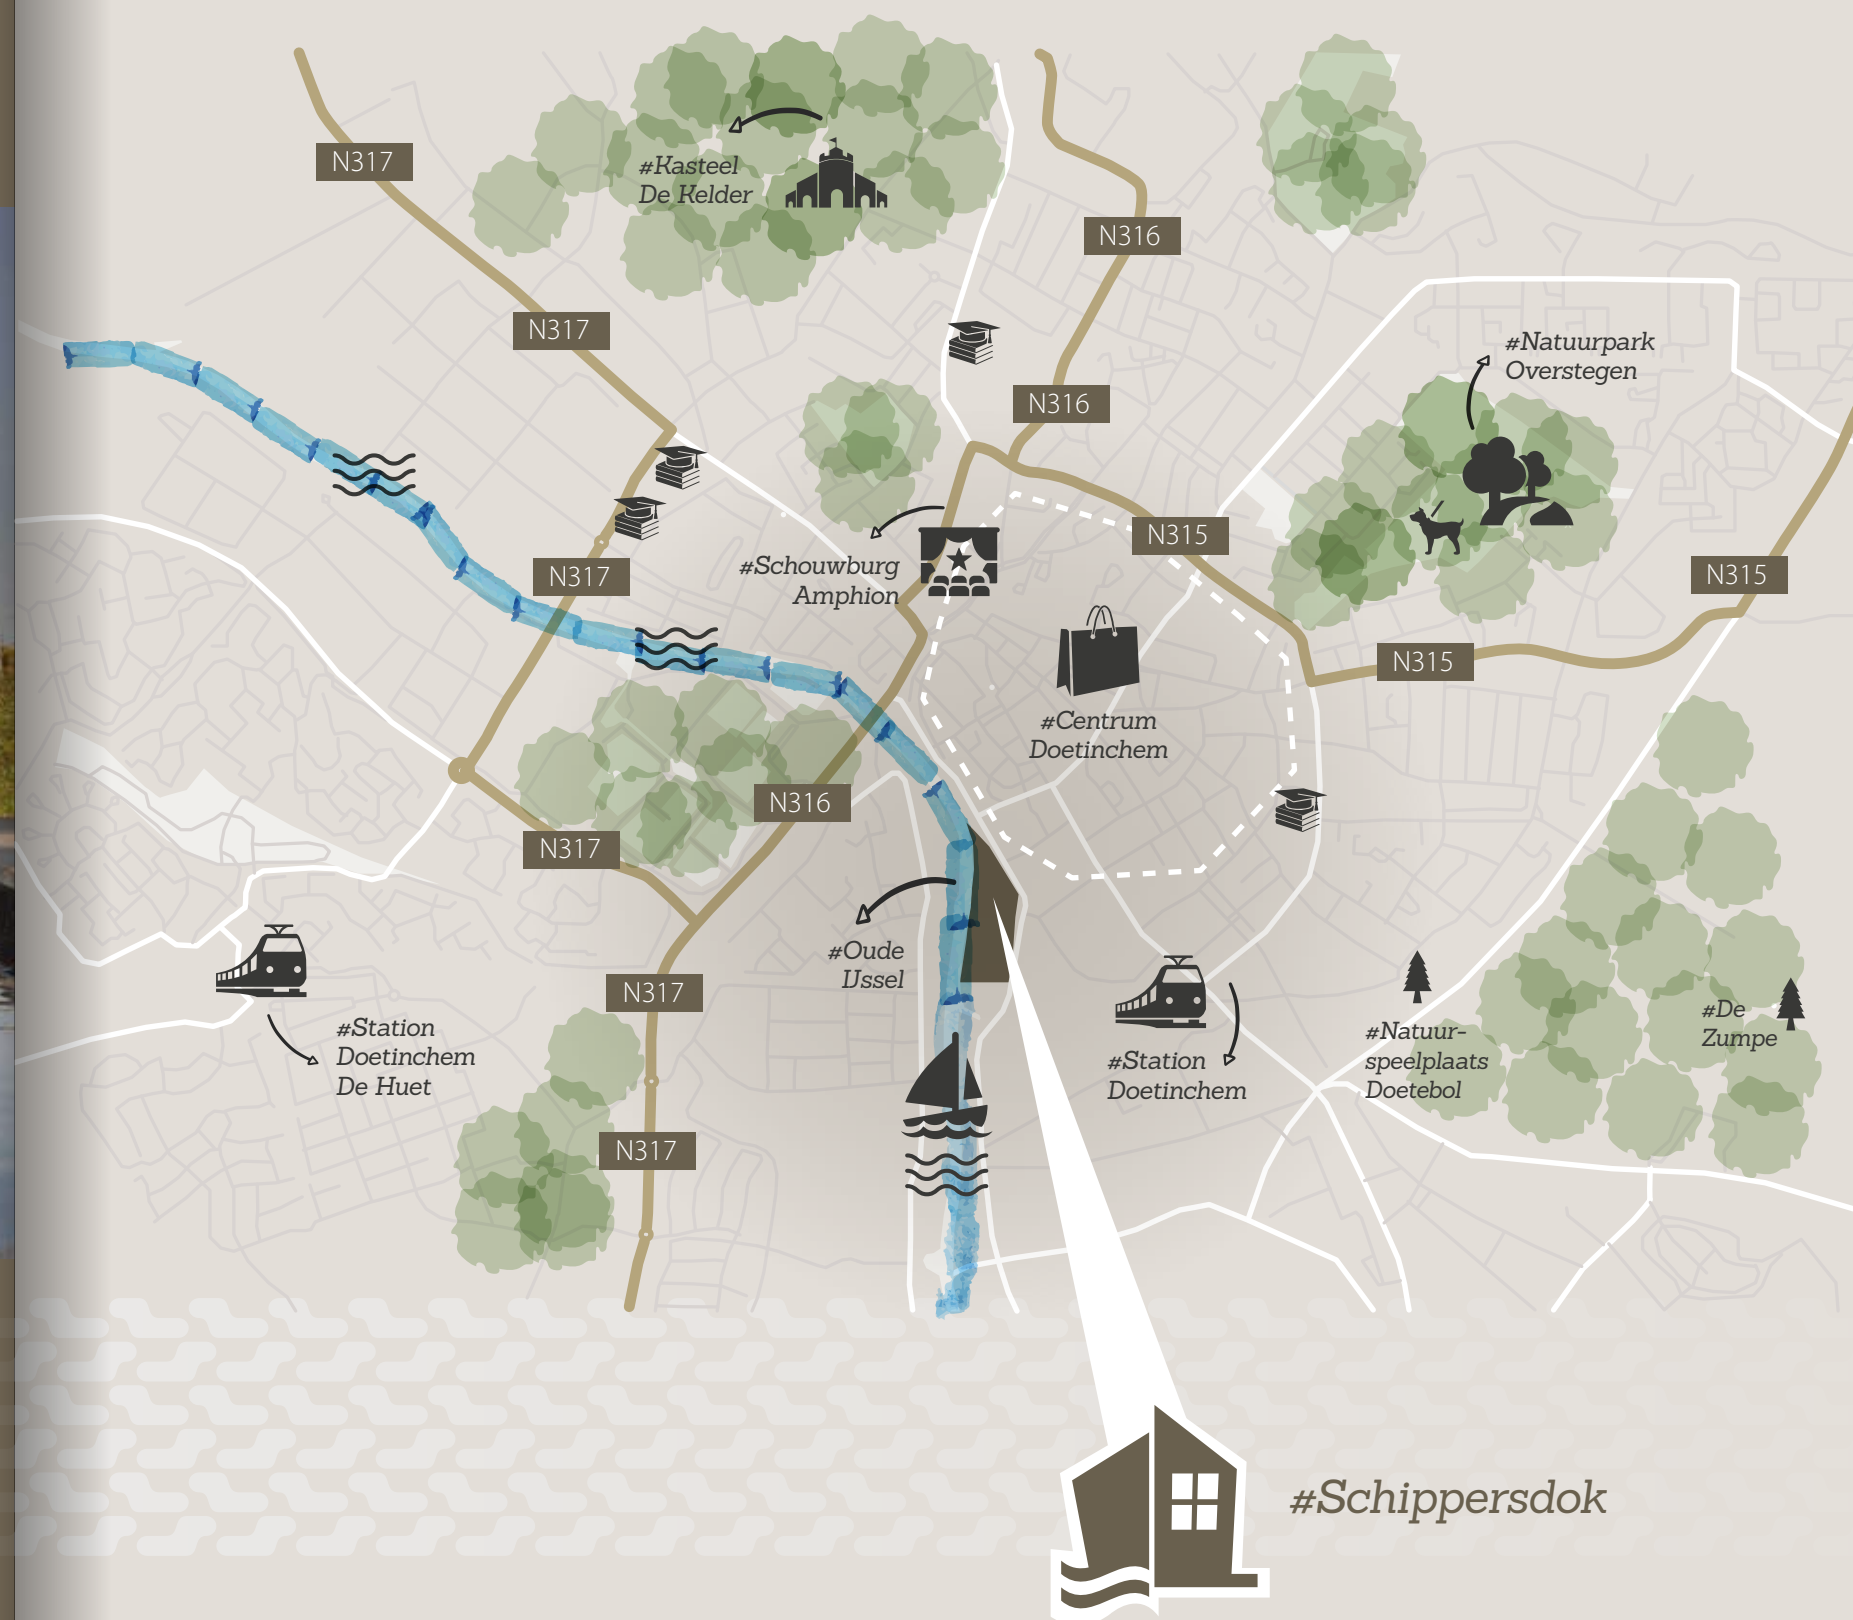 N317
#Kasteel
De Kelder
N316
N317
#Natuurpark
Overstegen
N316
N315
#Schouwburg
Amphion
N317
N315
N315
#Centrum
Doetinchem
N316
N317
#Oude
IJssel
N317
#Station
Doetinchem
De Huet
#Station
Doetinchem
#Natuur-
speelplaats
Doetebol
#De
Zumpe
N317
#Schippersdok